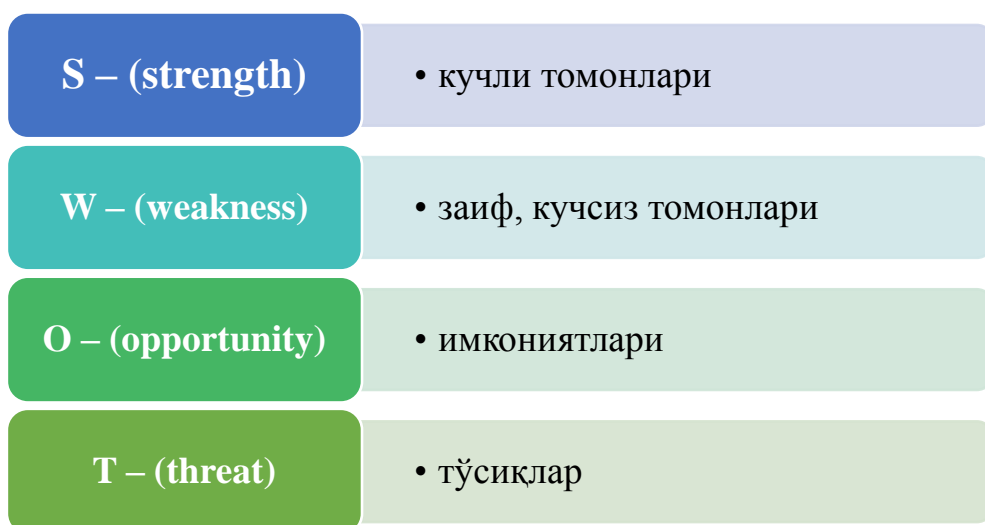 S – (strength)
• кучли томонлари
W – (weakness)
• заиф, кучсиз томонлари
O – (opportunity)
• имкониятлари
T – (threat)
• тўсиқлар